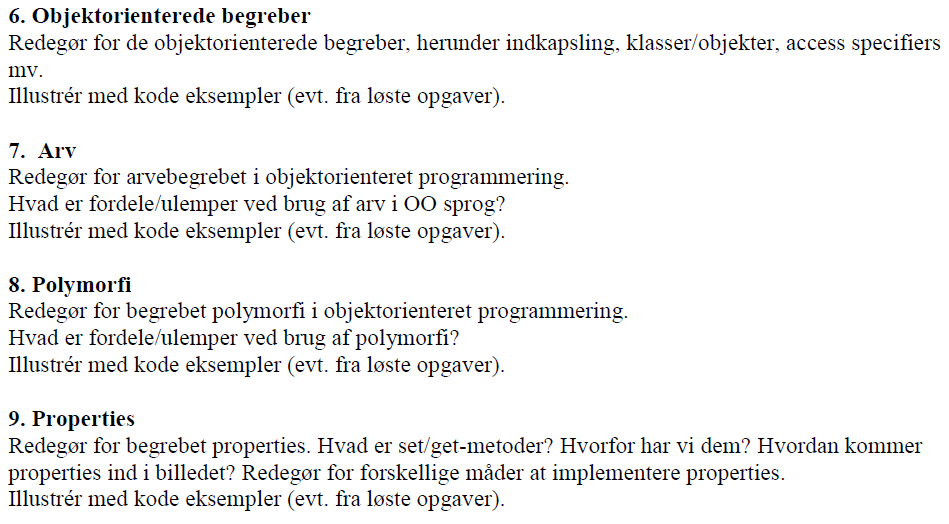 6. Objektorienterede begreber
Redegør for de objektorienterede begreber, herunder indkapsling, klasser/objekter, access specifiers
mv.
Illustrér med kode eksempler (evt. fra løste opgaver).
7. Arv
Redegør for arvebegrebet i objektorienteret programmering.
Hvad er fordele/ulemper ved brug af arv i OO sprog?
Illustrér med kode eksempler (evt. fra løste opgaver).
8. Polymorfi
Redegør for begrebet polymorfi i objektorienteret programmering.
Hvad er fordele/ulemper ved brug af polymorfi?
Illustrér med kode eksempler (evt. fra løste opgaver).
9. Properties
Redegør for begrebet properties. Hvad er set/get-metoder? Hvorfor har vi dem? Hvordan kommer
properties ind i billedet? Redegør for forskellige måder at implementere properties.
Illustrér med kode eksempler (evt. fra løste opgaver).